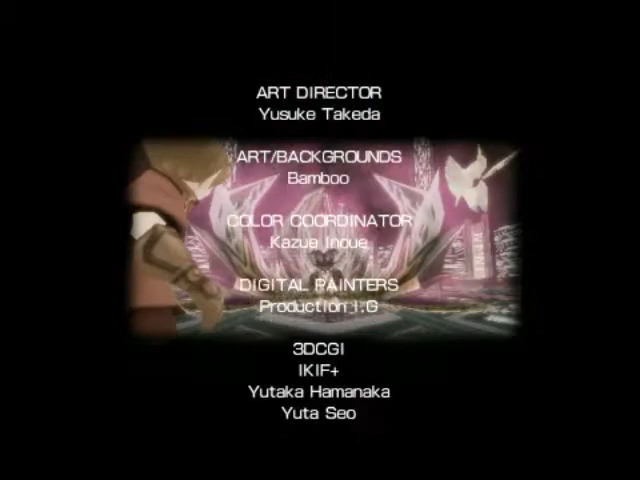 ART DIRECTOR
Yusuke Takeda
ART/BACKGROUNDS
Bamboo
COLOR COORDINATOR
Kazue Inoue
DIGITAL PAINTERS
Production I.G
3DCGI
IKIF+
Yutaka Hamanaka
Yuta Seo